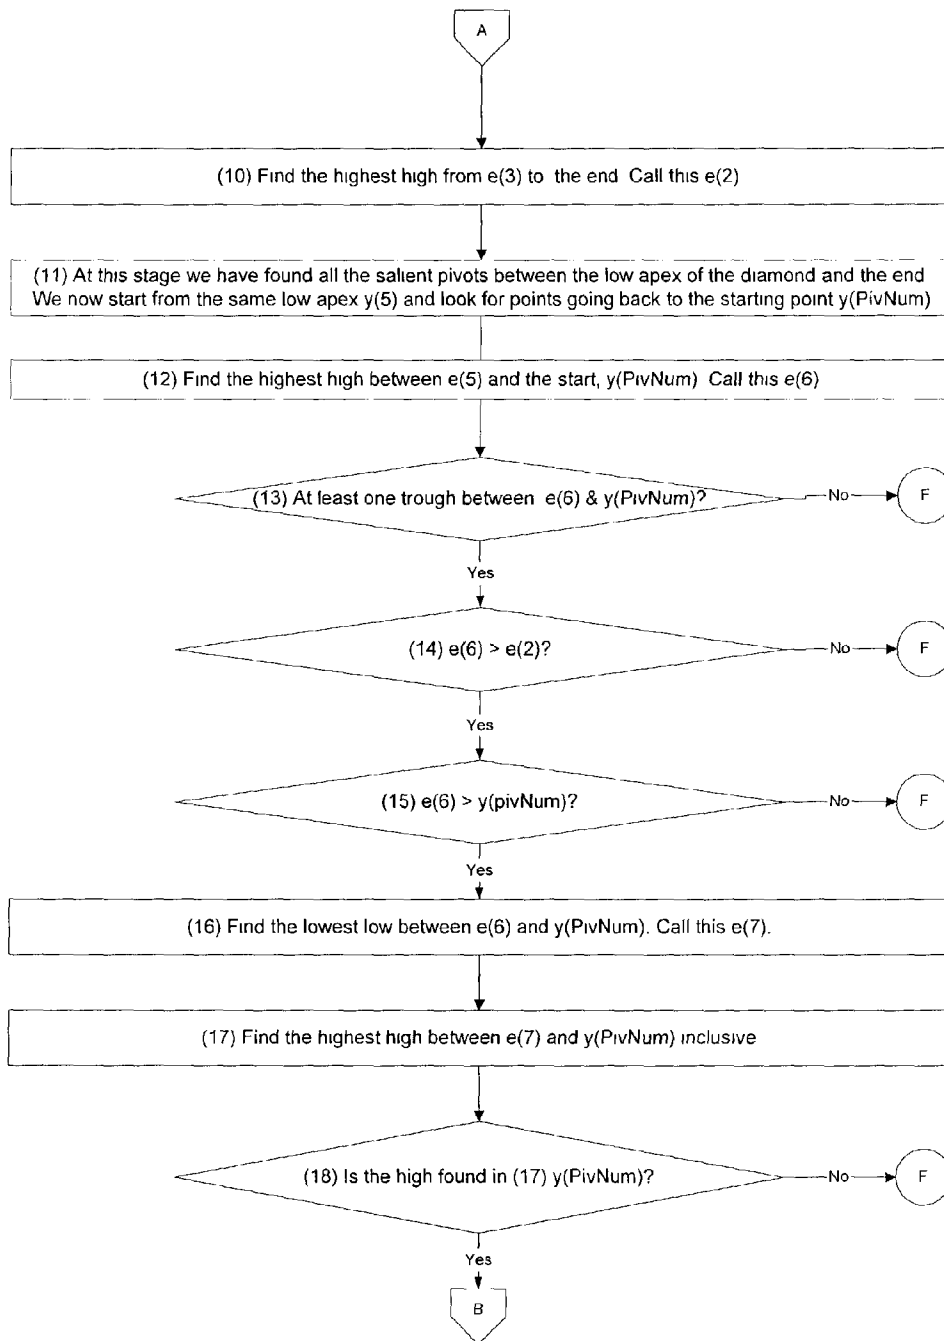 A
(10) Find the highest high from e(3) to the end Call this e(2)
(11) At this stage we have found all the salient pivots between the low apex of the diamond and the end
We now start from the same low apex y(5) and look for points going back to the starting point y(PivNum)
(12) Find the highest high between e(5) and the start, y(PivNum) Call this e(6)
(13) At least one trough between e(6) & y(PivNum)?
No
F
Yes
(14) e(6) > e(2)?
No
F
Yes
(15) e(6) > y(pivNum)?
No
F
Yes
(16) Find the lowest low between e(6) and y(PivNum). Call this e(7).
(17) Find the highest high between e(7) and y(PivNum) inclusive
(18) Is the high found in (17) y(PivNum)?
No
F
Yes
B